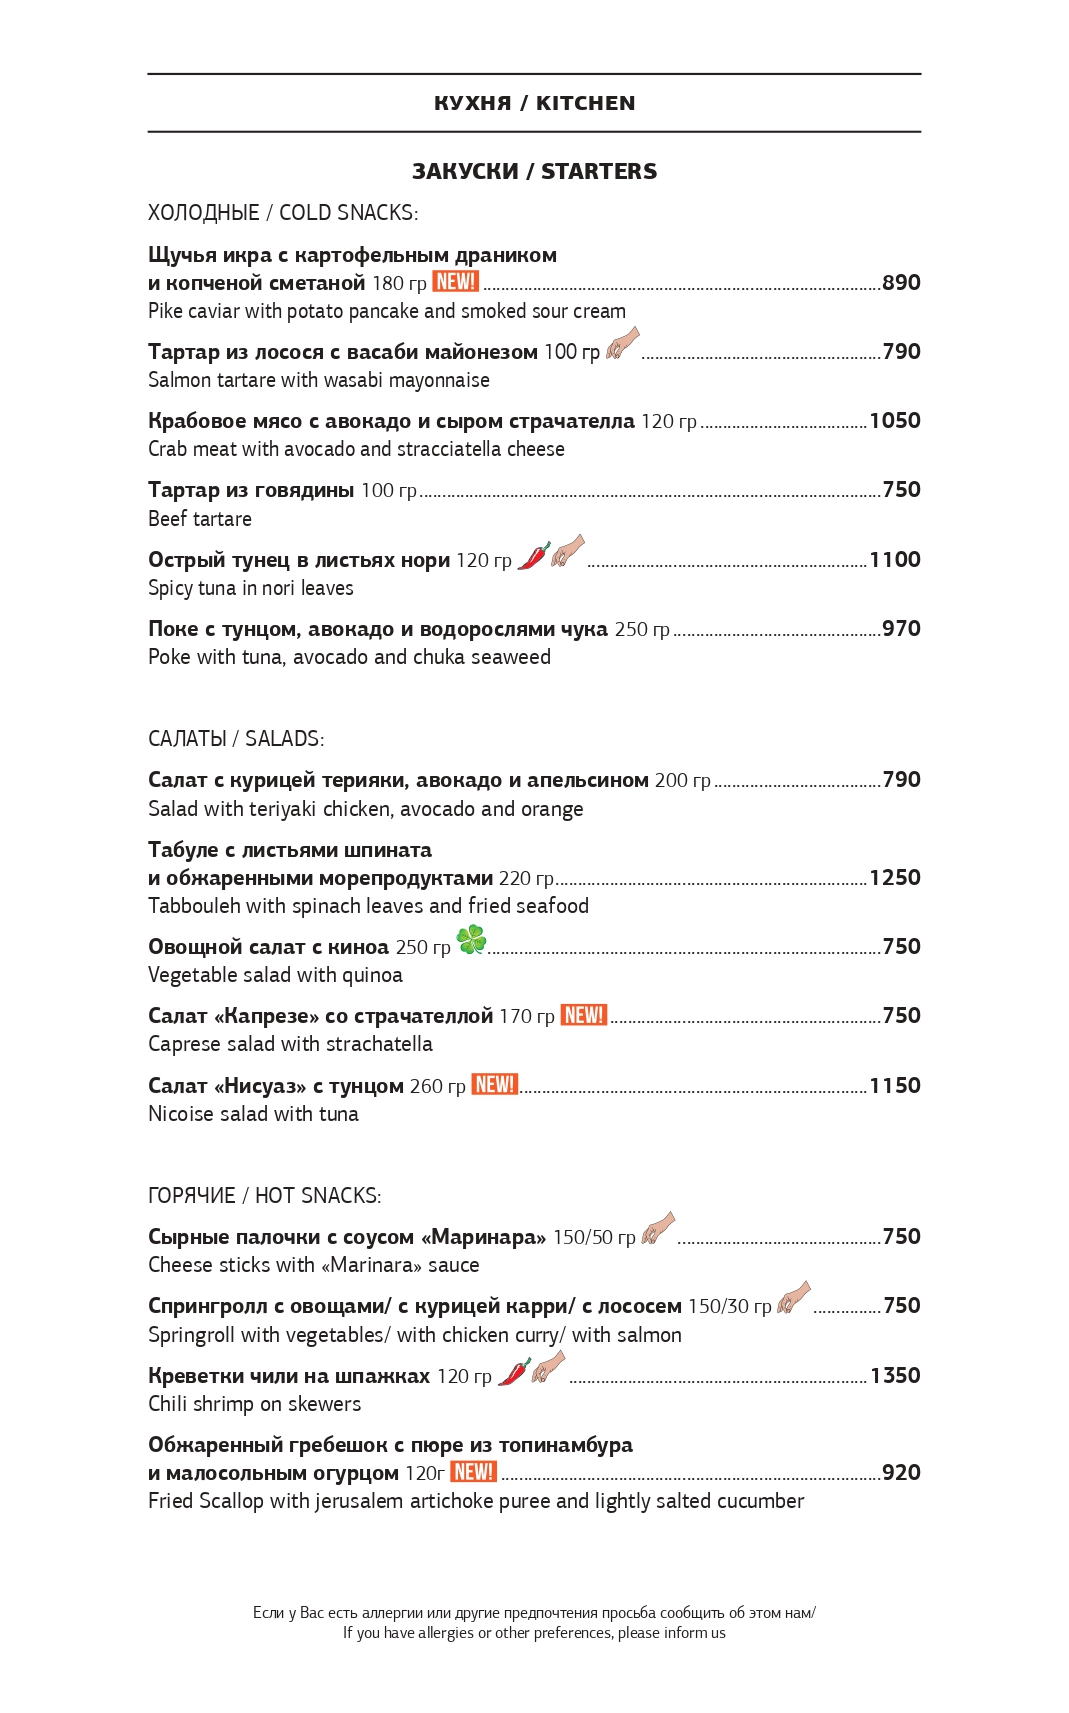 КУХНЯ / KITCHEN
ЗАКУСКИ / STARTERS
ХОЛОДНЫЕ / COLD SNACKS:
Щучья икра с картофельным драником
и копченой сметаной 180 гр NEW! ........................................................................................890
Pike caviar with potato pancake and smoked sour cream
Тартар из лосося с васаби майонезом 100 гр .....................................................790
Salmon tartare with wasabi mayonnaise
Крабовое мясо с авокадо и сыром страчателла 120 гр .....................................1050
Crab meat with avocado and stracciatella cheese
Тартар из говядины 100 гр ......................................................................................................750
Beef tartare
Острый тунец в листьях нори 120 гр ..............................................................1100
Spicy tuna in nori leaves
Поке с тунцом, авокадо и водорослями чука 250 гр ..............................................970
Poke with tuna, avocado and chuka seaweed
САЛАТЫ / SALADS:
Салат с курицей терияки, авокадо и апельсином 200 гр .....................................790
Salad with teriyaki chicken, avocado and orange
Табуле с листьями шпината
и обжаренными морепродуктами 220 гр .....................................................................1250
Tabbouleh with spinach leaves and fried seafood
Овощной салат с киноа 250 гр .......................................................................................750
Vegetable salad with quinoa
Салат «Капрезе» со страчателлой 170 гр NEW! ............................................................750
Caprese salad with strachatella
Салат «Нисуаз» с тунцом 260 гр NEW! .............................................................................1150
Nicoise salad with tuna
ГОРЯЧИЕ / HOT SNACKS:
Сырные палочки с соусом «Маринара» 150/50 гр .............................................750
Cheese sticks with «Marinara» sauce
Спрингролл с овощами/ с курицей карри/ с лососем 150/30 гр ...............750
Springroll with vegetables/ with chicken curry/ with salmon
Креветки чили на шпажках 120 гр ..................................................................1350
Chili shrimp on skewers
Обжаренный гребешок с пюре из топинамбура
и малосольным огурцом 120г NEW! ....................................................................................920
Fried Scallop with jerusalem artichoke puree and lightly salted cucumber
Если у Вас есть аллергии или другие предпочтения просьба сообщить об этом нам/
If you have allergies or other preferences, please inform us